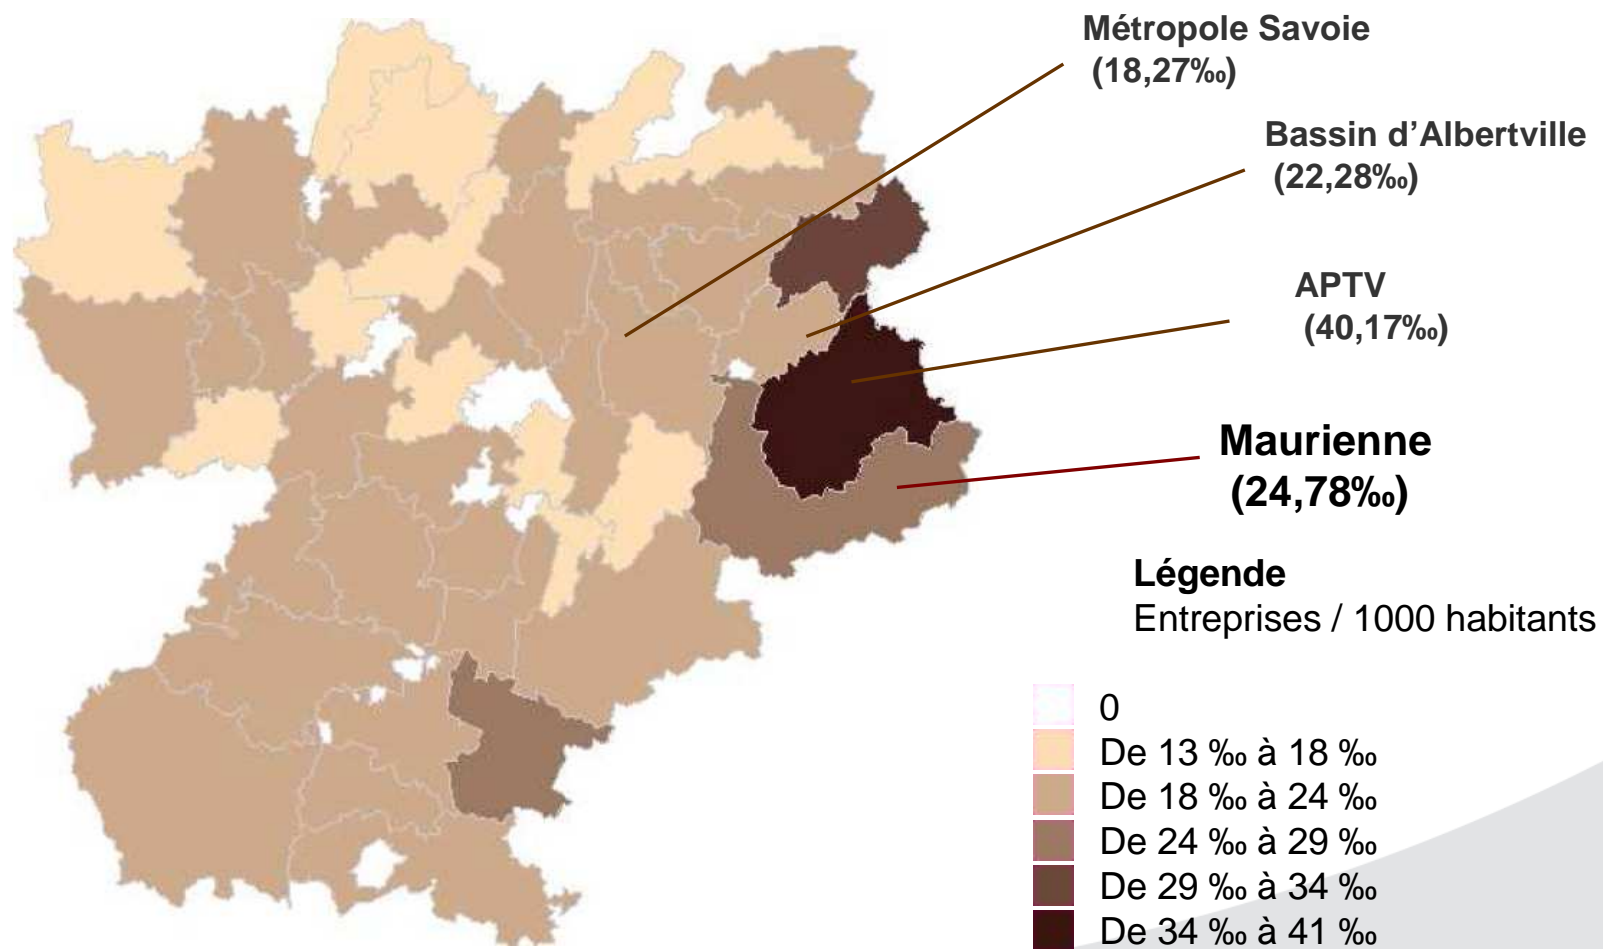 Métropole Savoie
(18,27‰)
Bassin d’Albertville
(22,28‰)
APTV
(40,17‰)
Maurienne
(24,78‰)
Légende
Entreprises / 1000 habitants
0
De 13 ‰ à 18 ‰
De 18 ‰ à 24 ‰
De 24 ‰ à 29 ‰
De 29 ‰ à 34 ‰
De 34 ‰ à 41 ‰